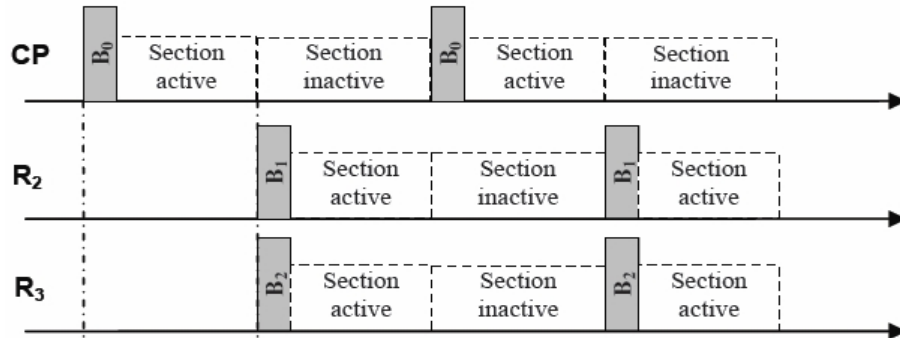 CP
B₀ Section active Section inactive B₀ Section active Section inactive
R₂
B₁ Section active Section inactive B₁ Section active
R₃
B₂ Section active Section inactive B₂ Section active